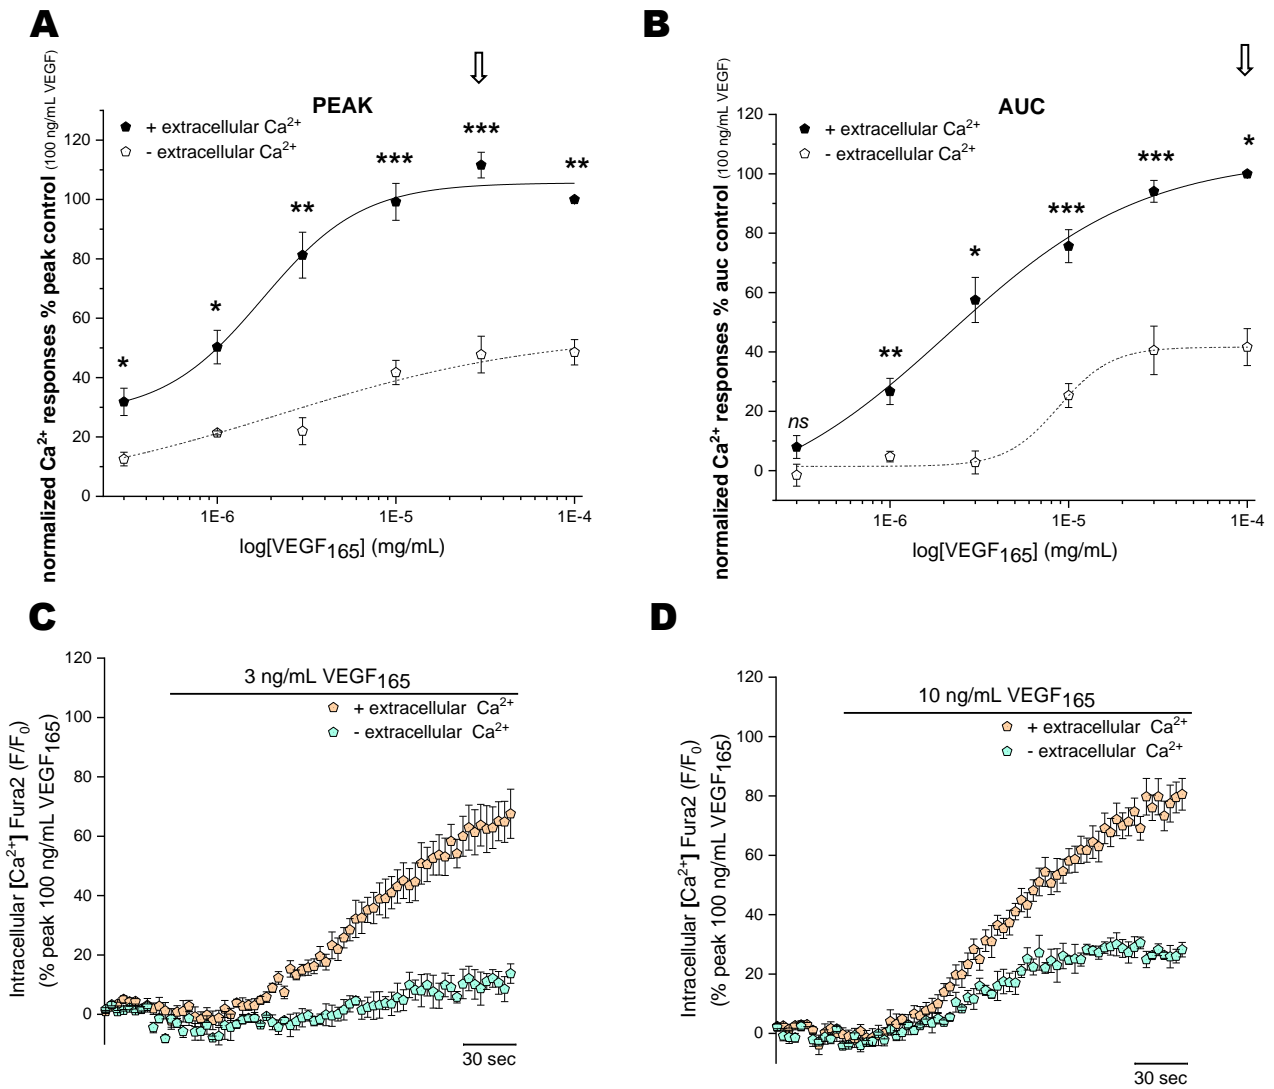 A
PEAK
+ extracellular Ca²⁺
- extracellular Ca²⁺
normalized Ca²⁺ responses % peak control (100 ng/mL VEGF)
120
100
80
60
40
20
0
*
*
**
***
***
**
1E-6
1E-5
1E-4
log[VEGF₁₆₅] (mg/mL)
B
AUC
+ extracellular Ca²⁺
- extracellular Ca²⁺
normalized Ca²⁺ responses % auc control (100 ng/mL VEGF)
120
100
80
60
40
20
0
ns
**
*
***
***
*
1E-6
1E-5
1E-4
log[VEGF₁₆₅] (mg/mL)
C
3 ng/mL VEGF₁₆₅
+ extracellular Ca²⁺
- extracellular Ca²⁺
Intracellular [Ca²⁺] Fura2 (F/F₀)
(% peak 100 ng/mL VEGF₁₆₅)
120
100
80
60
40
20
0
30 sec
D
10 ng/mL VEGF₁₆₅
+ extracellular Ca²⁺
- extracellular Ca²⁺
Intracellular [Ca²⁺] Fura2 (F/F₀)
(% peak 100 ng/mL VEGF₁₆₅)
120
100
80
60
40
20
0
30 sec